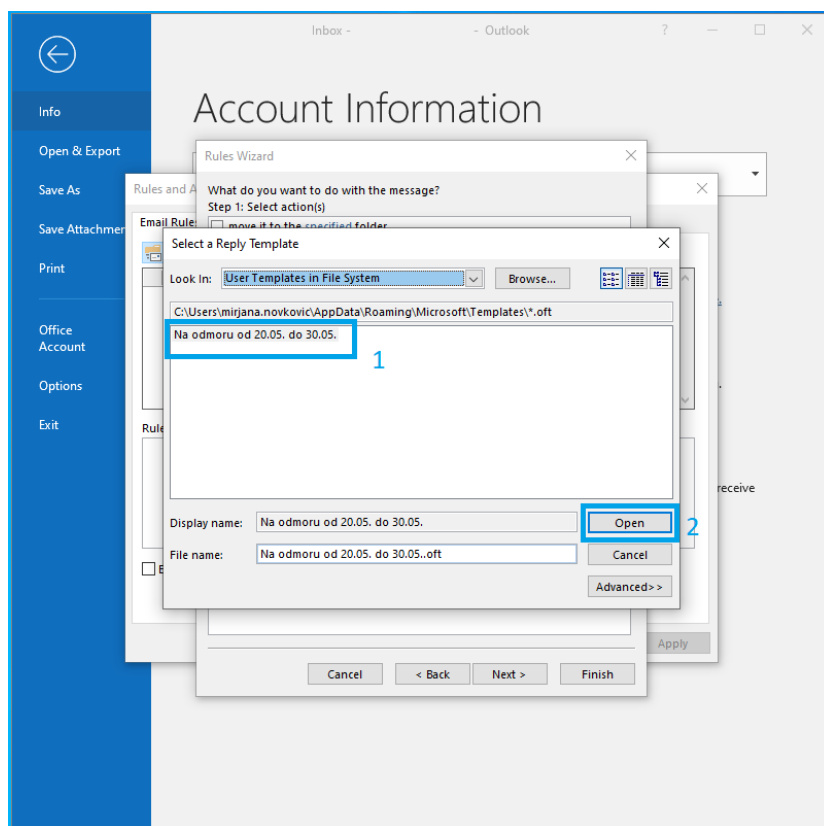 Inbox - - Outlook
?
Account Information
Info
Open & Export
Save As
Save Attachmen
Print
Office
Account
Options
Exit
Rules and A
Email Rule
Rule
E
receive
Apply
Rules Wizard
What do you want to do with the message?
Step 1: Select action(s)
move it to the specified folder
Select a Reply Template
Look In: User Templates in File System Browse...
C:\Users\mirjana.novkovic\AppData\Roaming\Microsoft\Templates\*.oft
Na odmoru od 20.05. do 30.05.
1
Display name: Na odmoru od 20.05. do 30.05. Open
2
File name: Na odmoru od 20.05. do 30.05..oft Cancel
Advanced>>
Cancel < Back Next > Finish